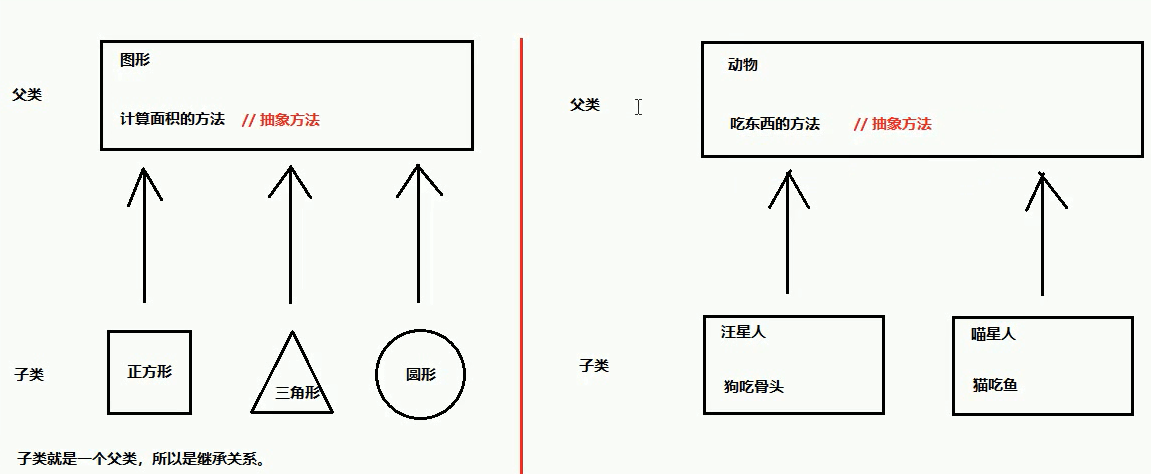 图形
父类
计算面积的方法 // 抽象方法
正方形
三角形
圆形
子类
子类就是一个父类，所以是继承关系。
动物
父类
吃东西的方法 // 抽象方法
汪星人
狗吃骨头
喵星人
猫吃鱼
子类